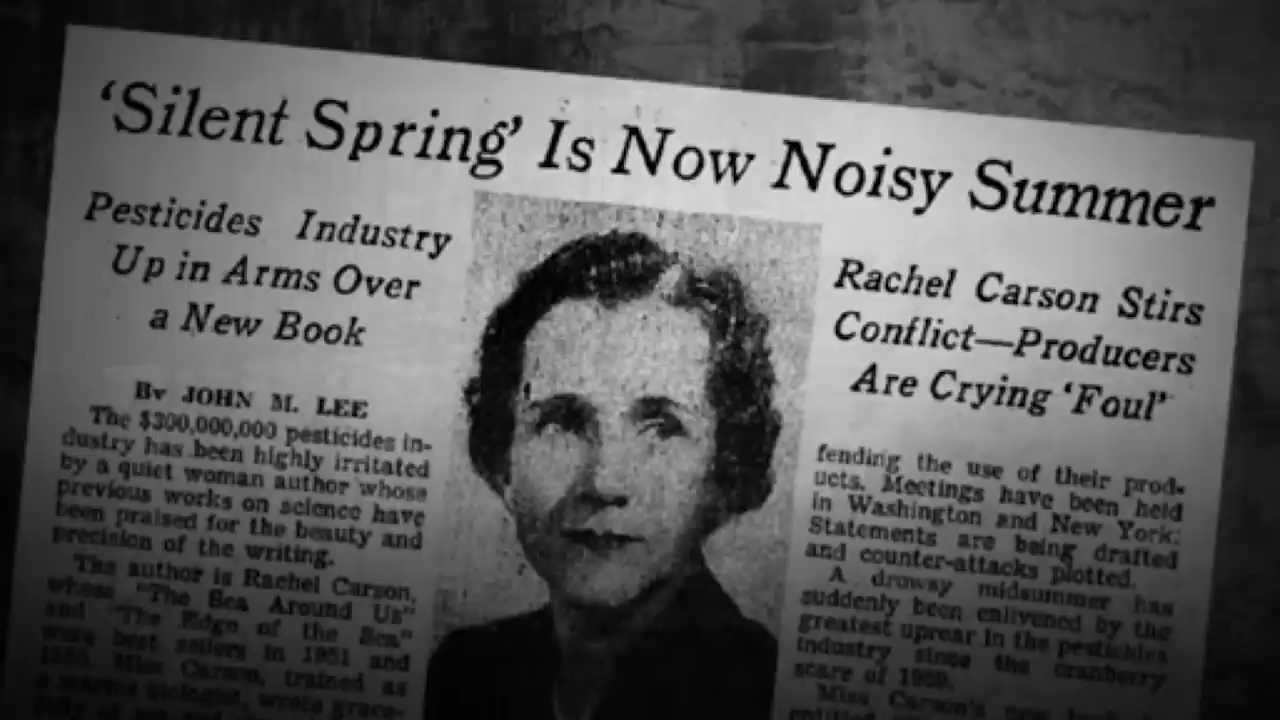 ‘Silent Spring’ Is Now Noisy Summer
Pesticides Industry
Up in Arms Over
a New Book
By JOHN M. LEE
The $300,000,000 pesticides in-
dustry has been highly irritated
by a quiet woman author whose
previous works on science have
been praised for the beauty and
precision of the writing.
The author is Rachel Carson,
whose "The Sea Around Us"
and "The Edge of the Sea"
were best sellers in 1951 and
1955. Miss Carson, trained as
a marine biologist, wrote grace-
Rachel Carson Stirs
Conflict—Producers
Are Crying ‘Foul’
fending the use of their prod-
ucts. Meetings have been held
in Washington and New York.
Statements are being drafted
and counter-attacks plotted.
A drowsy midsummer has
suddenly been enlivened by the
greatest uproar in the pesticides
industry since the cranberry
scare of 1959.
Miss Carson's new